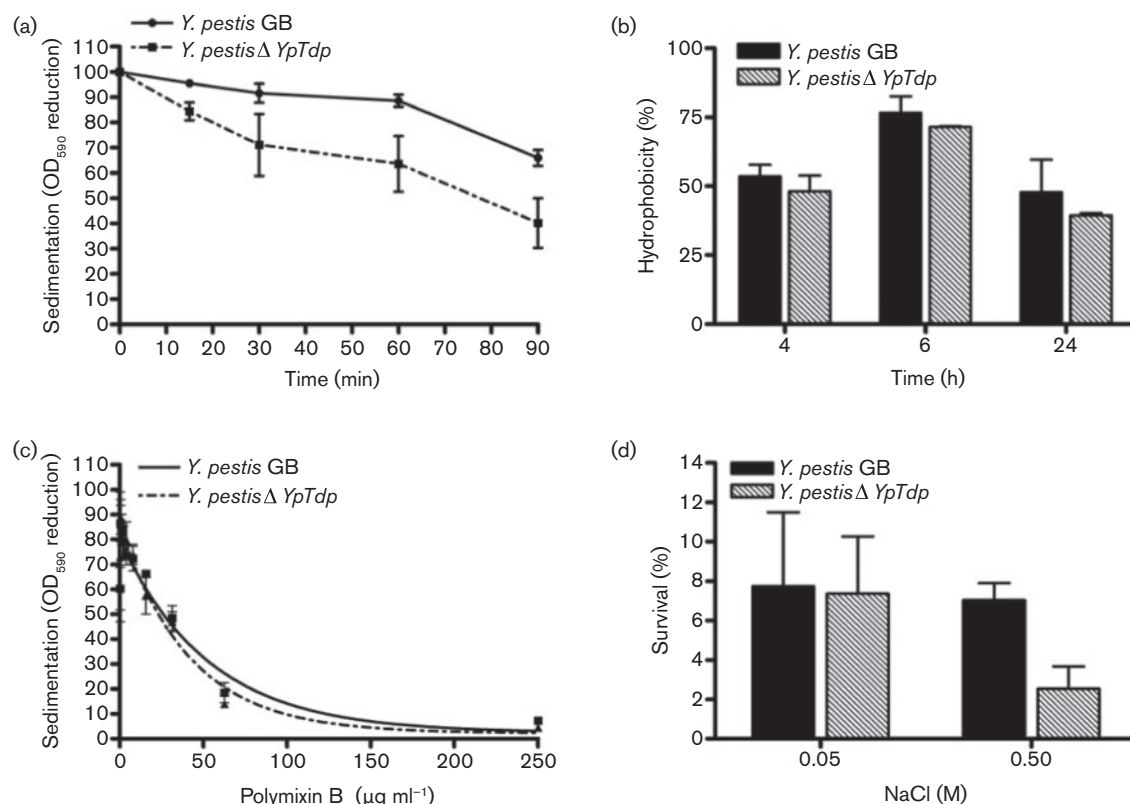 (a)
Y. pestis GB
Y. pestis Δ YpTdp
110
100
90
80
70
60
50
40
30
20
10
0
Sedimentation (OD590 reduction)
0 10 20 30 40 50 60 70 80 90
Time (min)
(b)
Y. pestis GB
Y. pestis Δ YpTdp
100
75
50
25
0
Hydrophobicity (%)
4 6 24
Time (h)
(c)
Y. pestis GB
Y. pestis Δ YpTdp
110
100
90
80
70
60
50
40
30
20
10
0
Sedimentation (OD590 reduction)
0 50 100 150 200 250
Polymixin B (μg ml−1)
(d)
Y. pestis GB
Y. pestis Δ YpTdp
14
12
10
8
6
4
2
0
Survival (%)
0.05 0.50
NaCl (M)